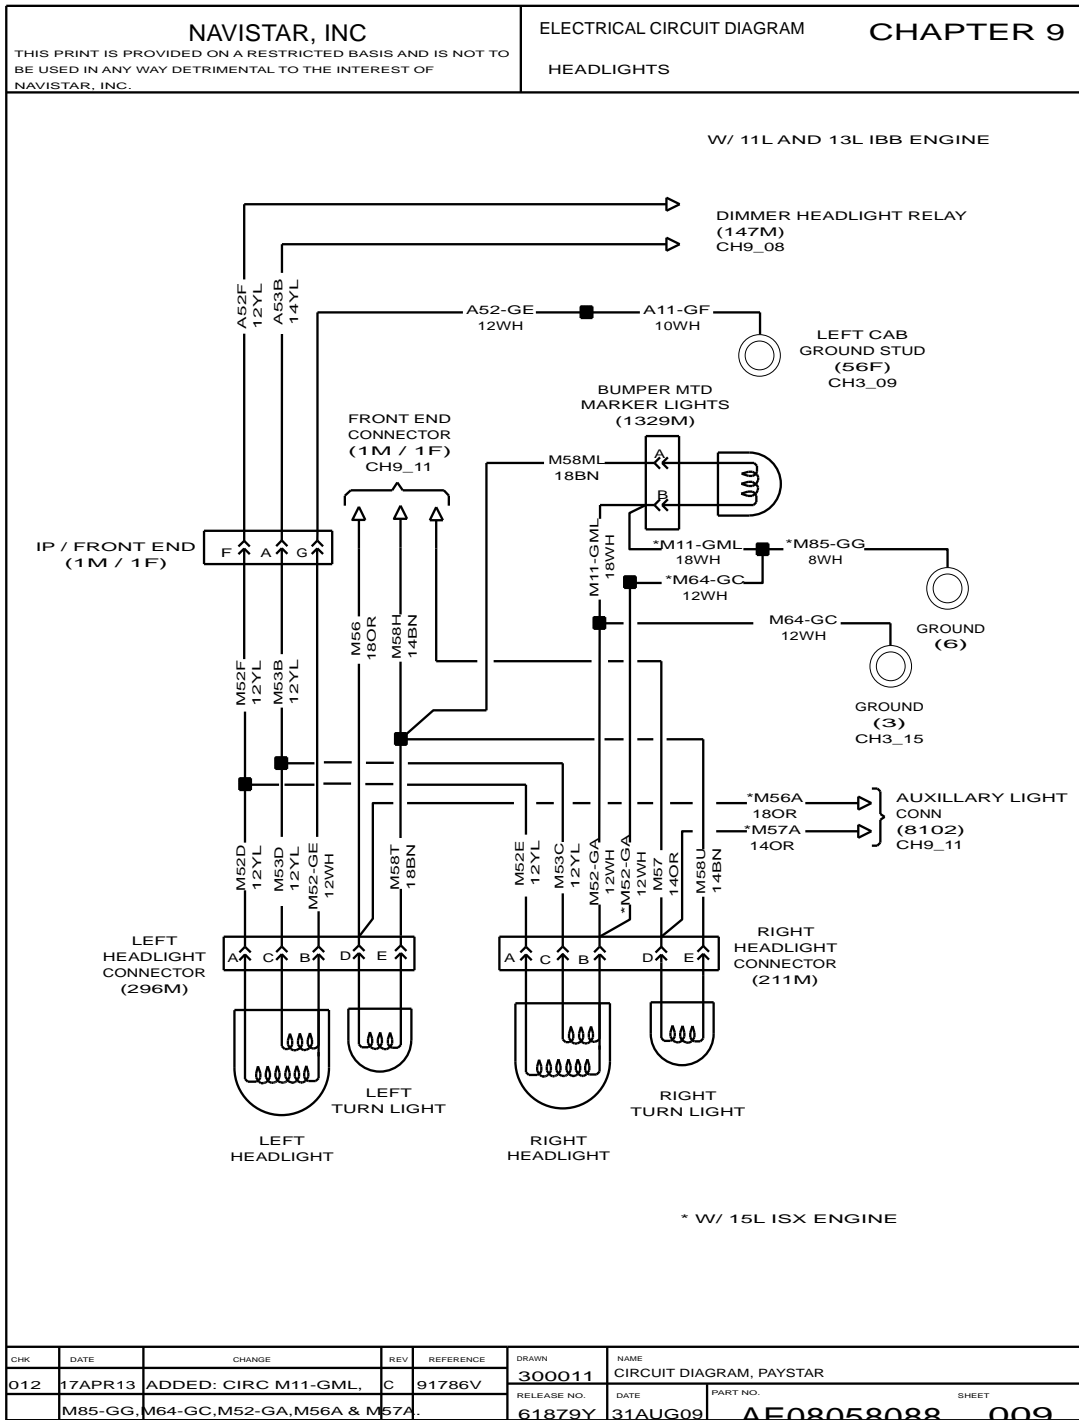 NAVISTAR, INC
THIS PRINT IS PROVIDED ON A RESTRICTED BASIS AND IS NOT TO
BE USED IN ANY WAY DETRIMENTAL TO THE INTEREST OF
NAVISTAR, INC.
ELECTRICAL CIRCUIT DIAGRAM
CHAPTER 9
HEADLIGHTS
W/ 11L AND 13L IBB ENGINE
DIMMER HEADLIGHT RELAY
(147M)
CH9_08
A52F
12YL
A53B
14YL
A52-GE
12WH
A11-GF
10WH
LEFT CAB
GROUND STUD
(56F)
CH3_09
BUMPER MTD
MARKER LIGHTS
(1329M)
FRONT END
CONNECTOR
(1M / 1F)
CH9_11
M58ML
18BN
A
B
IP / FRONT END
(1M / 1F)
F
A
G
M11-GML
18WH
*M11-GML
18WH
*M85-GG
8WH
*M64-GC
12WH
M64-GC
12WH
GROUND
(6)
GROUND
(3)
CH3_15
M52F
12YL
M53B
12YL
M56
18OR
M58H
14BN
*M56A
18OR
*M57A
14OR
AUXILLARY LIGHT
CONN
(8102)
CH9_11
M52D
12YL
M53D
12YL
M52-GE
12WH
M58T
18BN
M52E
12YL
M53C
12YL
M52-GA
12WH
*M52-GA
12WH
M57
14OR
M58U
14BN
LEFT
HEADLIGHT
CONNECTOR
(296M)
A
C
B
D
E
A
C
B
D
E
RIGHT
HEADLIGHT
CONNECTOR
(211M)
LEFT
TURN LIGHT
RIGHT
TURN LIGHT
LEFT
HEADLIGHT
RIGHT
HEADLIGHT
* W/ 15L ISX ENGINE
CHK DATE CHANGE REV REFERENCE
012 17APR13 ADDED: CIRC M11-GML, C 91786V
M85-GG,M64-GC,M52-GA,M56A & M57A.
DRAWN
300011
NAME
CIRCUIT DIAGRAM, PAYSTAR
RELEASE NO.
61879Y
DATE
31AUG09
PART NO.
AE08058088
SHEET
009